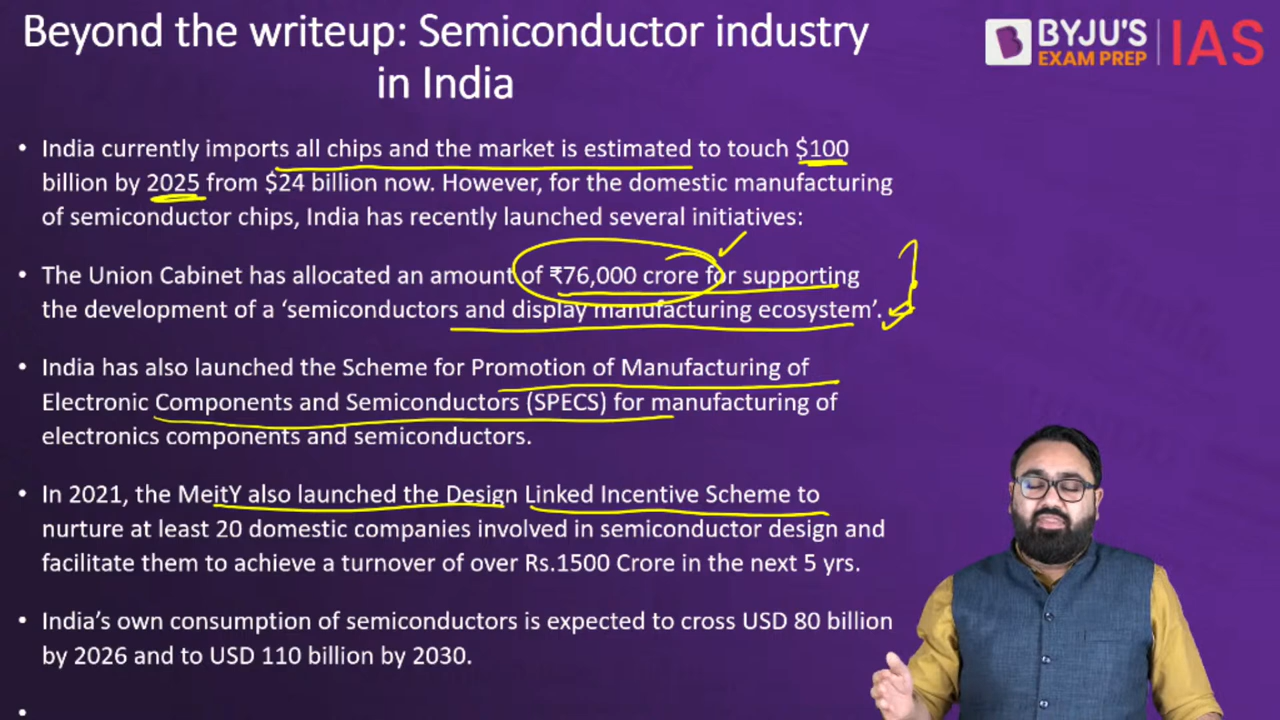 Beyond the writeup: Semiconductor industry
in India
BYJU'S
EXAM PREP
IAS
• India currently imports all chips and the market is estimated to touch $100
billion by 2025 from $24 billion now. However, for the domestic manufacturing
of semiconductor chips, India has recently launched several initiatives:
• The Union Cabinet has allocated an amount of ₹76,000 crore for supporting
the development of a ‘semiconductors and display manufacturing ecosystem’.
• India has also launched the Scheme for Promotion of Manufacturing of
Electronic Components and Semiconductors (SPECS) for manufacturing of
electronics components and semiconductors.
• In 2021, the MeitY also launched the Design Linked Incentive Scheme to
nurture at least 20 domestic companies involved in semiconductor design and
facilitate them to achieve a turnover of over Rs.1500 Crore in the next 5 yrs.
• India’s own consumption of semiconductors is expected to cross USD 80 billion
by 2026 and to USD 110 billion by 2030.
•